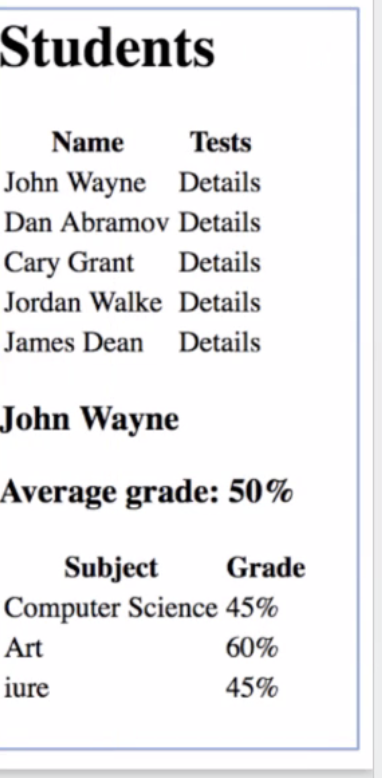 Students
Name Tests
John Wayne Details
Dan Abramov Details
Cary Grant Details
Jordan Walke Details
James Dean Details
John Wayne
Average grade: 50%
Subject Grade
Computer Science 45%
Art 60%
iure 45%